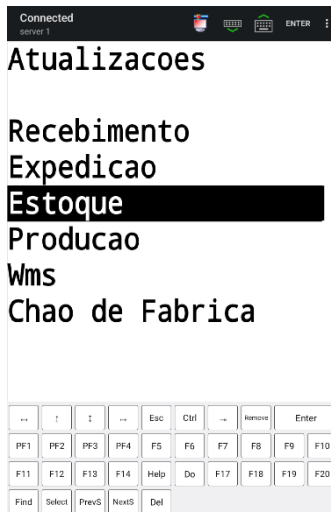 Connected
server 1
ENTER
Atualizacoes
Recebimento
Expedicao
Estoque
Producao
Wms
Chao de Fabrica
Esc Ctrl → Remove Enter
PF1 PF2 PF3 PF4 F5 F6 F7 F8 F9 F10
F11 F12 F13 F14 Help Do F17 F18 F19 F20
Find Select PrevS NextS Del